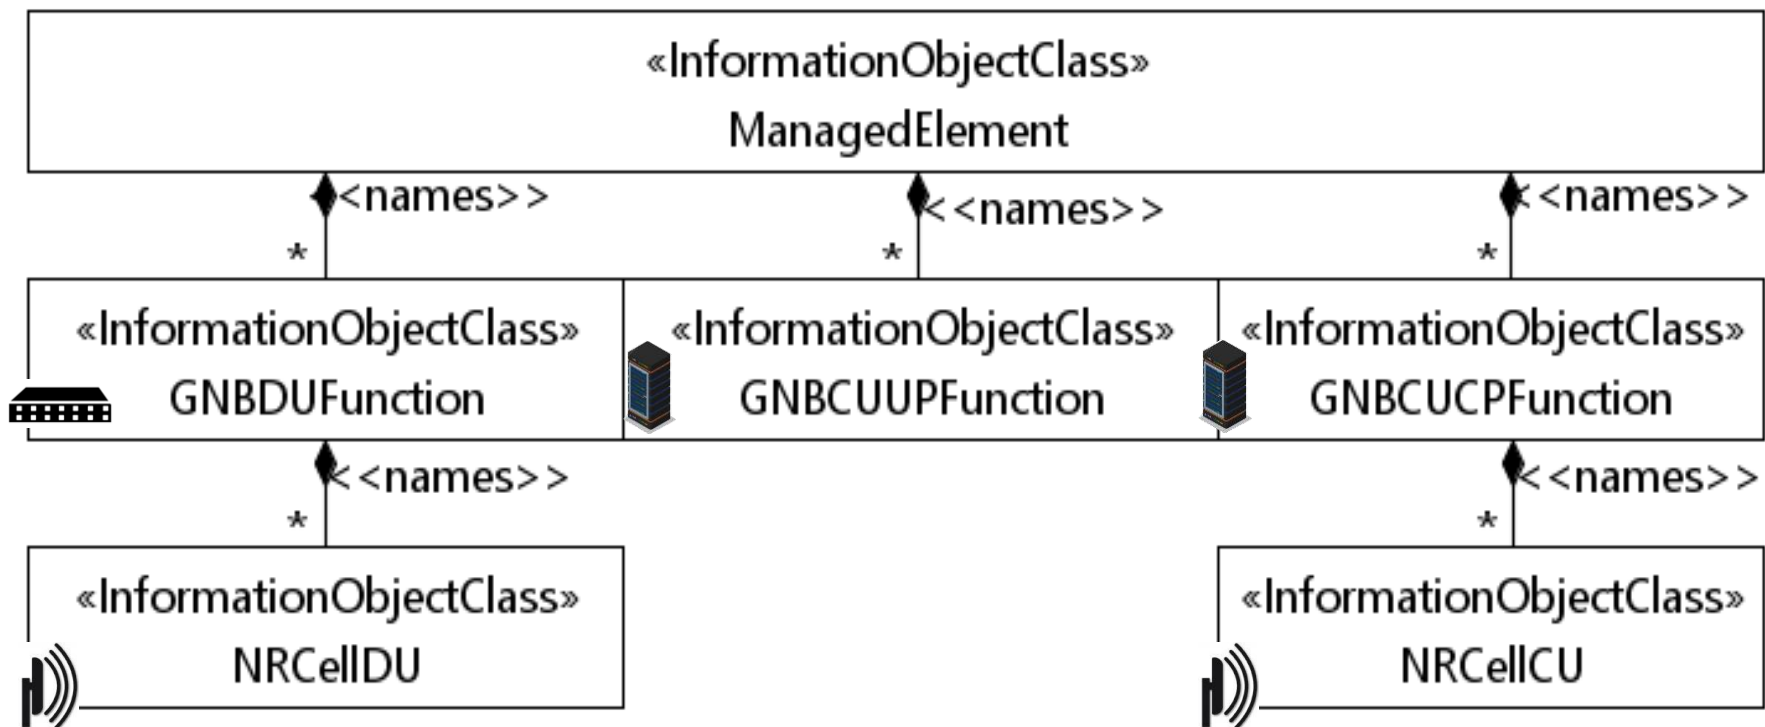 «InformationObjectClass»
ManagedElement
<<names>>
<<names>>
<<names>>
*
*
*
«InformationObjectClass»
GNBDUFunction
«InformationObjectClass»
GNBCUUPFunction
«InformationObjectClass»
GNBCUCPFunction
<<names>>
<<names>>
*
*
«InformationObjectClass»
NRCellDU
«InformationObjectClass»
NRCellCU